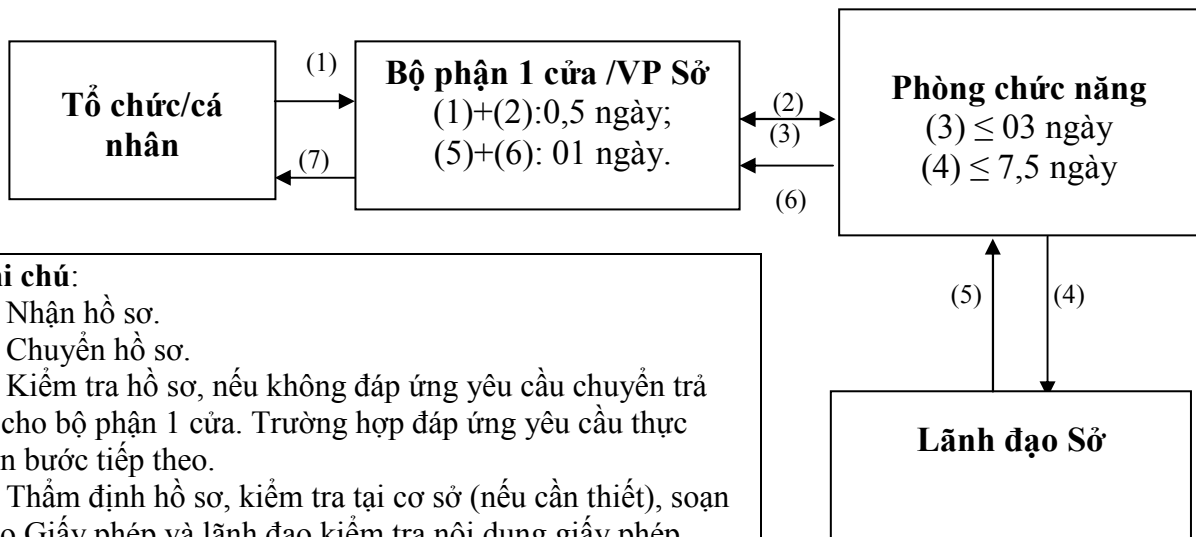 Tổ chức/cá
nhân
(1)
(7)
Bộ phận 1 cửa /VP Sở
(1)+(2):0,5 ngày;
(5)+(6): 01 ngày.
(2)
(3)
(6)
Phòng chức năng
(3) ≤ 03 ngày
(4) ≤ 7,5 ngày
(5)
(4)
Lãnh đạo Sở
chú:
Nhận hồ sơ.
Chuyển hồ sơ.
Kiểm tra hồ sơ, nếu không đáp ứng yêu cầu chuyển trả
cho bộ phận 1 cửa. Trường hợp đáp ứng yêu cầu thực
bước tiếp theo.
Thẩm định hồ sơ, kiểm tra tại cơ sở (nếu cần thiết), soạn
Giấy phép và lãnh đạo kiểm tra nội dung giấy phép